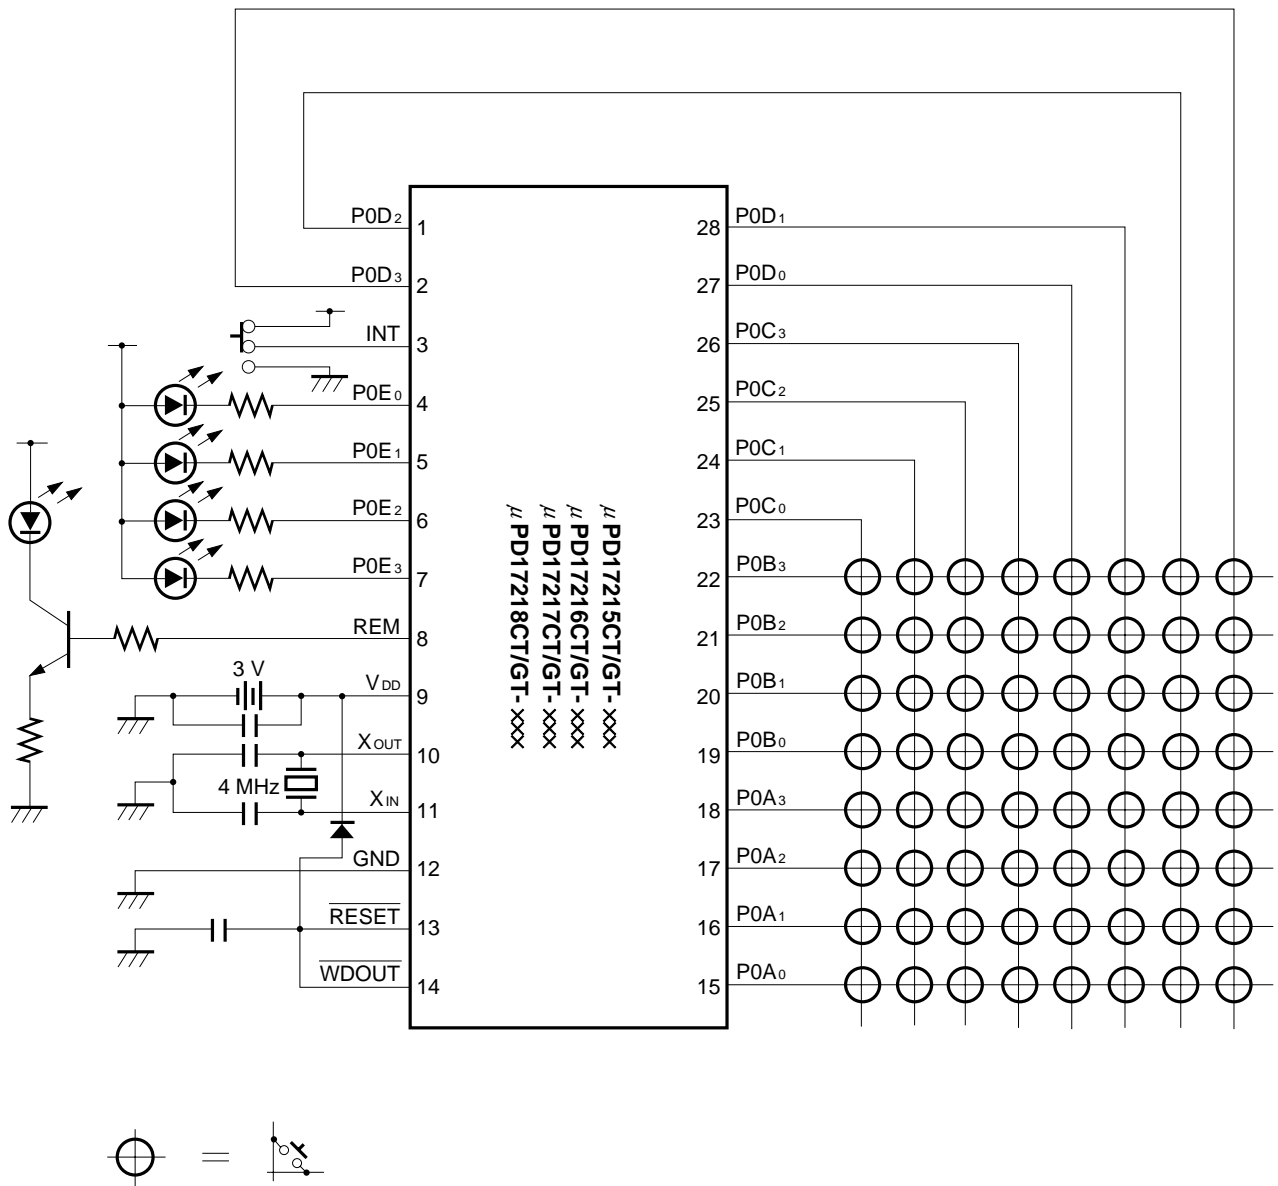 P0D2
1
P0D3
2
INT
3
P0E0
4
P0E1
5
P0E2
6
P0E3
7
REM
8
3 V
VDD
9
XOUT
10
4 MHz
XIN
11
GND
12
RESET
13
WDOUT
14
μPD17215CT/GT-×××
μPD17216CT/GT-×××
μPD17217CT/GT-×××
μPD17218CT/GT-×××
28
P0D1
27
P0D0
26
P0C3
25
P0C2
24
P0C1
23
P0C0
22
P0B3
21
P0B2
20
P0B1
19
P0B0
18
P0A3
17
P0A2
16
P0A1
15
P0A0
=